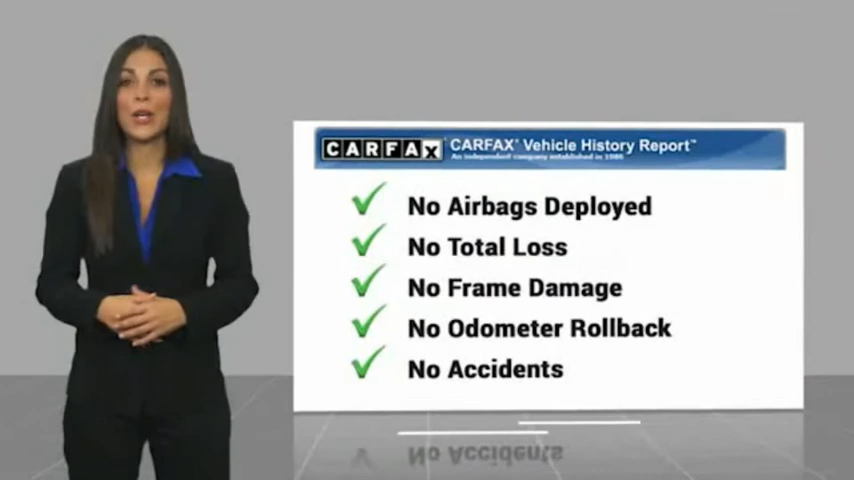 CARFAX CARFAX® Vehicle History Report™
An independent company established in 1986
No Airbags Deployed
No Total Loss
No Frame Damage
No Odometer Rollback
No Accidents
No Accidents